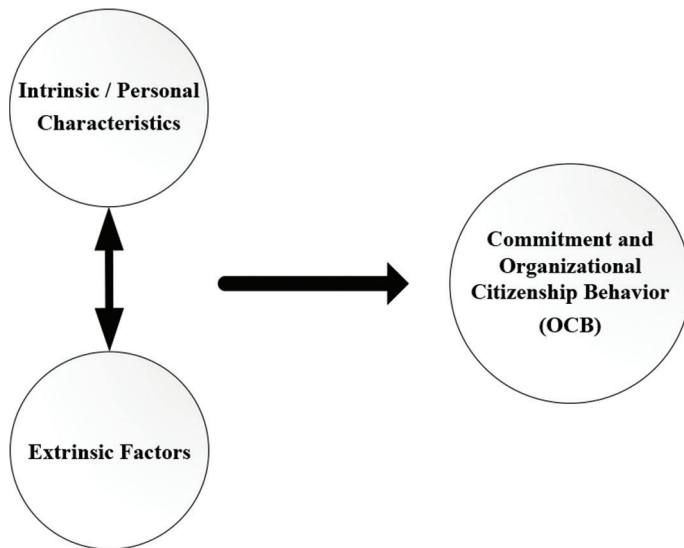 Intrinsic / Personal
Characteristics
Commitment and
Organizational
Citizenship Behavior
(OCB)
Extrinsic Factors